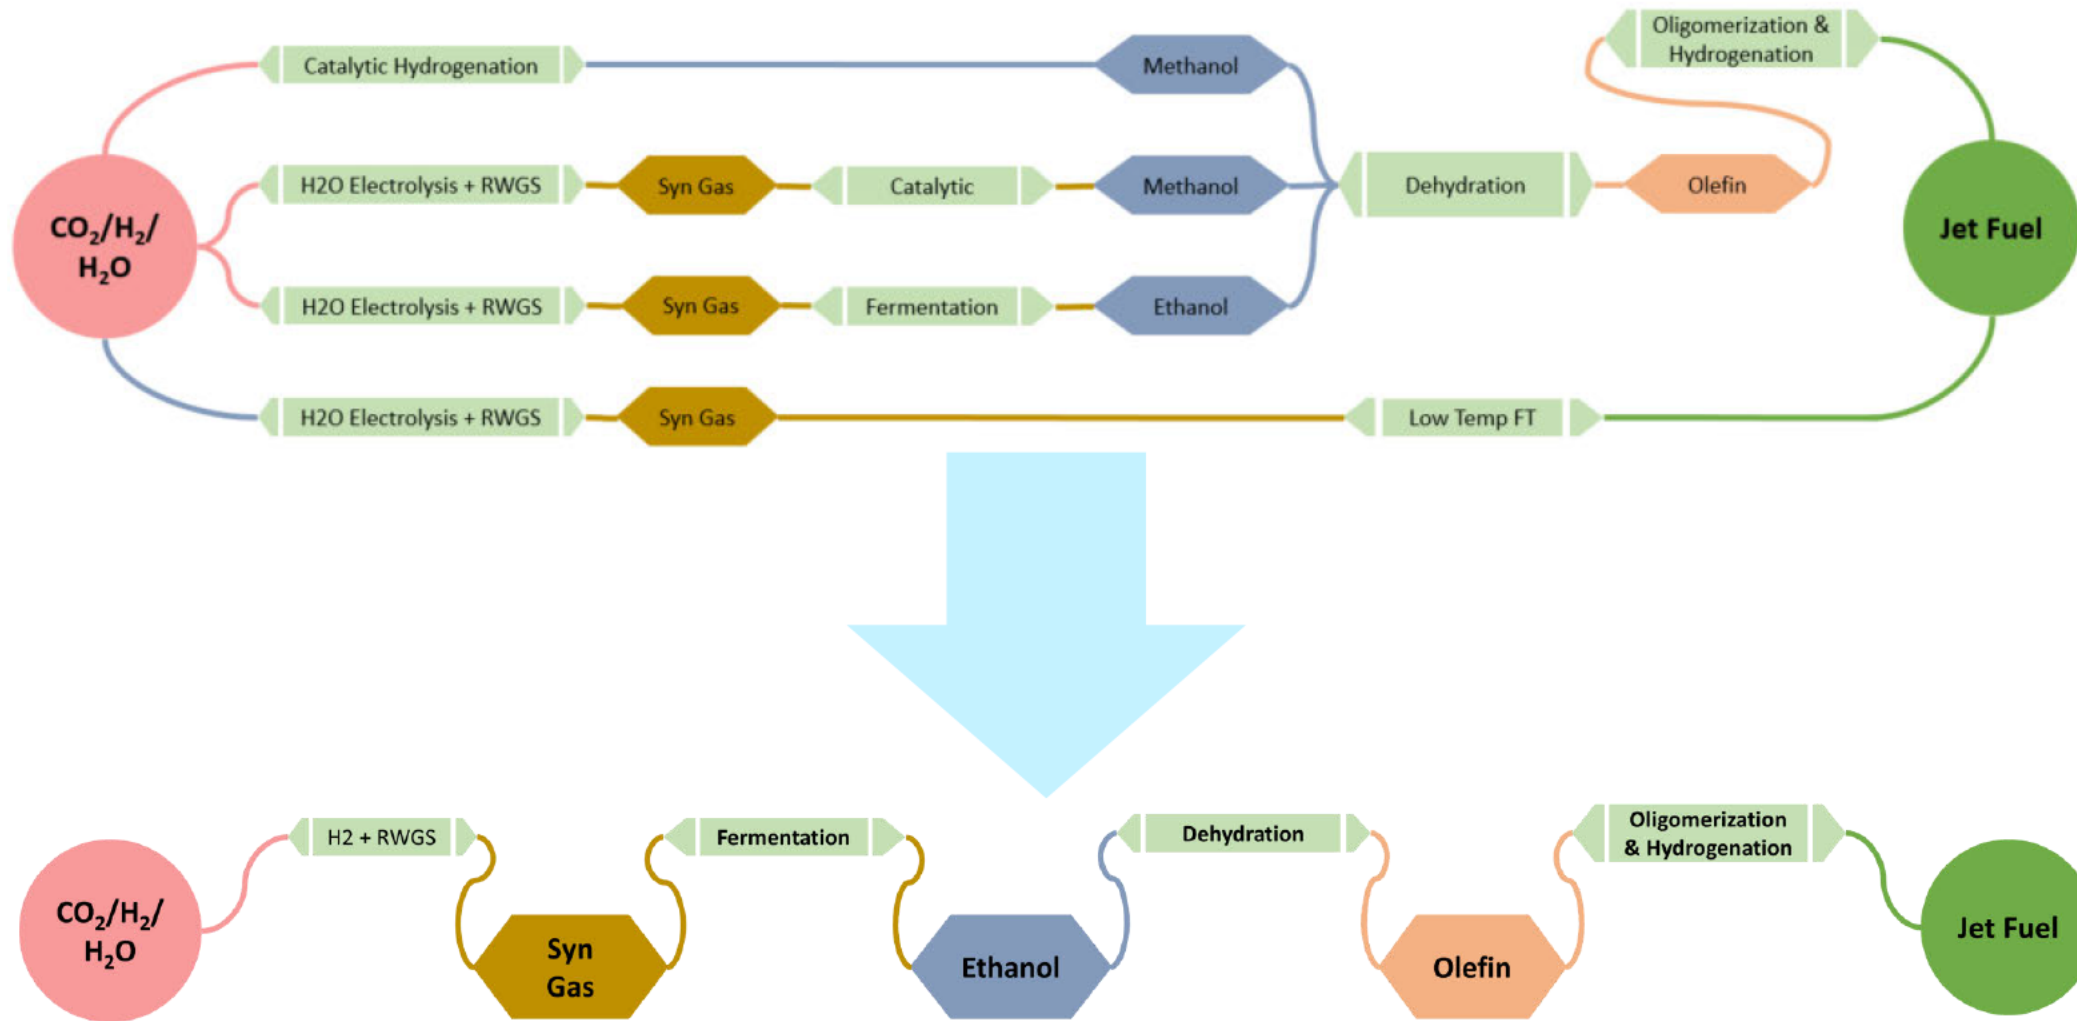 Catalytic Hydrogenation
Methanol
Oligomerization &
Hydrogenation
CO₂/H₂/
H₂O
H2O Electrolysis + RWGS
Syn Gas
Catalytic
Methanol
Dehydration
Olefin
Jet Fuel
H2O Electrolysis + RWGS
Syn Gas
Fermentation
Ethanol
H2O Electrolysis + RWGS
Syn Gas
Low Temp FT
CO₂/H₂/
H₂O
H2 + RWGS
Syn
Gas
Fermentation
Ethanol
Dehydration
Olefin
Oligomerization
& Hydrogenation
Jet Fuel